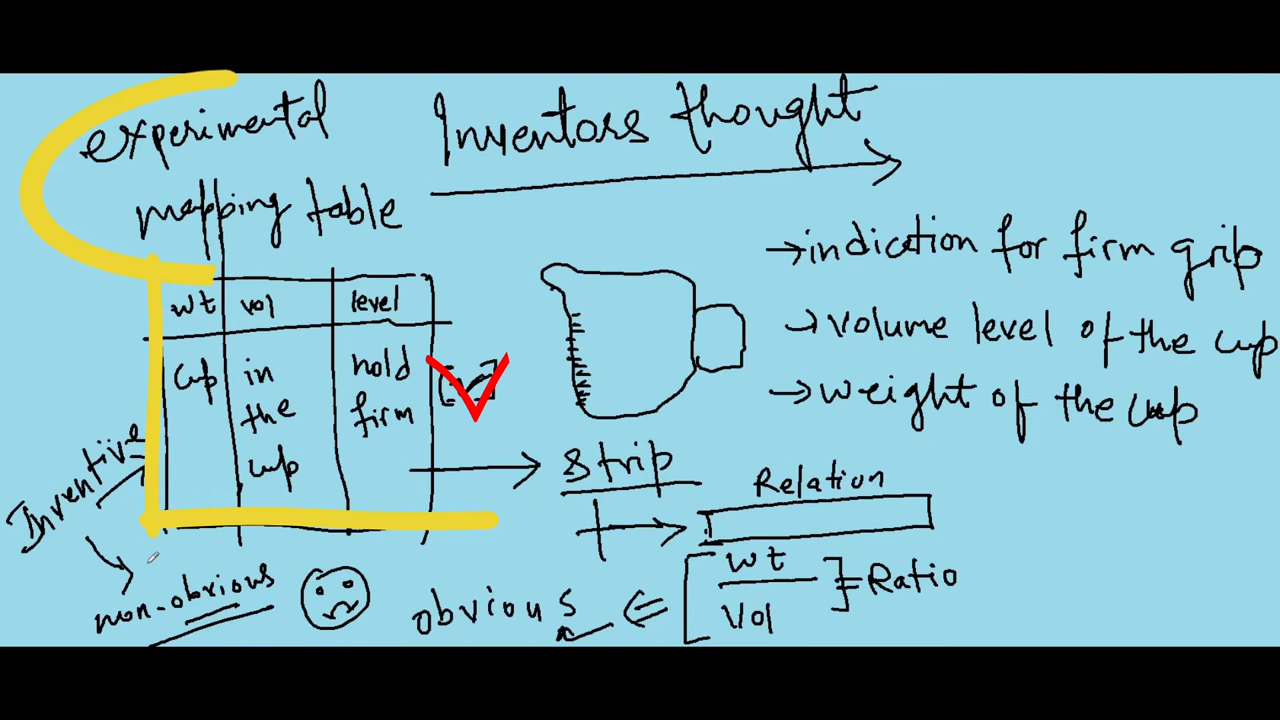 experimental
mapping table
Inventors thought
wt vol level
cup in the cup hold firm
→indication for firm grip
→volume level of the cup
→weight of the cup
Strip
Relation
Inventive
non-obvious
obvious
wt
vol
=Ratio